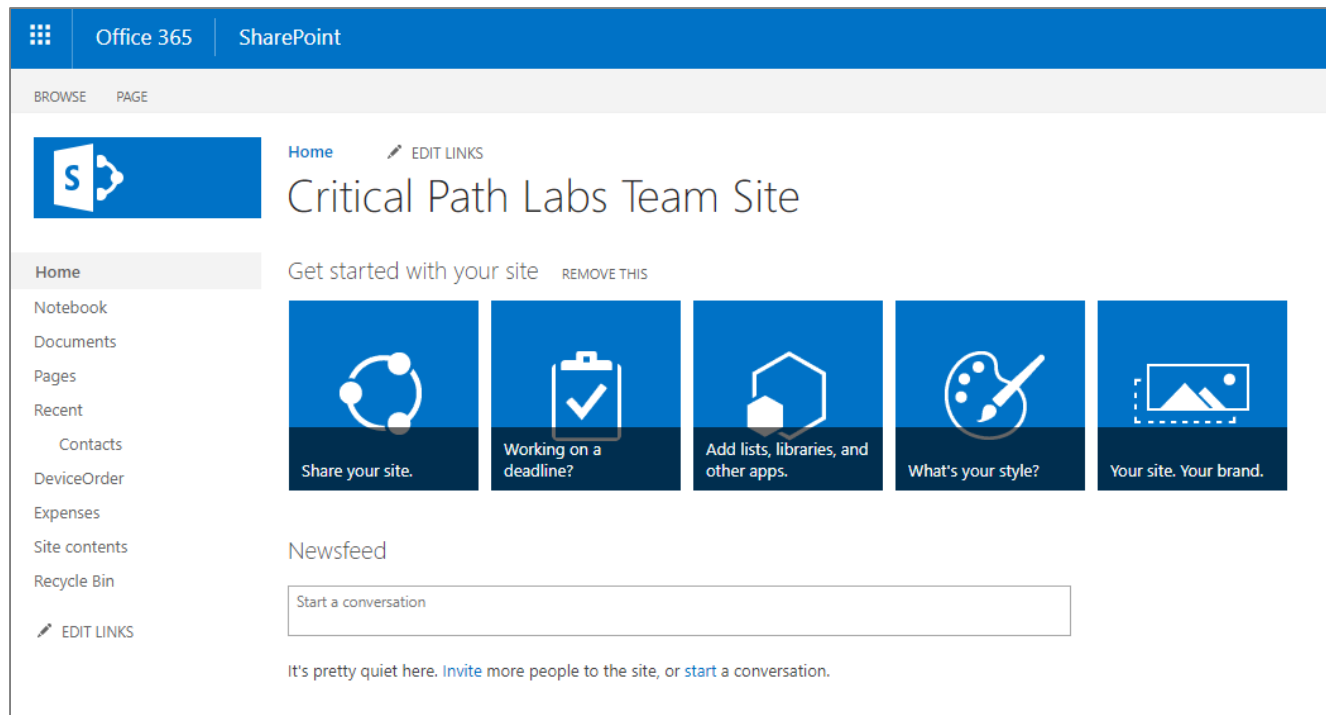 Office 365 SharePoint
BROWSE PAGE
S
Home EDIT LINKS
Critical Path Labs Team Site
Home
Notebook
Documents
Pages
Recent
Contacts
DeviceOrder
Expenses
Site contents
Recycle Bin
EDIT LINKS
Get started with your site REMOVE THIS
Share your site.
Working on a
deadline?
Add lists, libraries, and
other apps.
What's your style?
Your site. Your brand.
Newsfeed
Start a conversation
It's pretty quiet here. Invite more people to the site, or start a conversation.